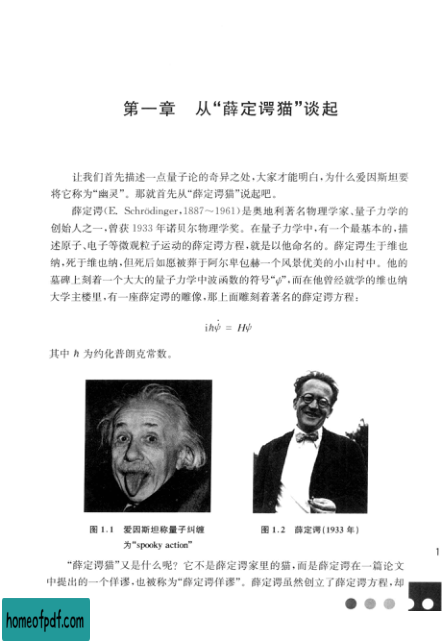 第一章　从“薛定谔猫”谈起
让我们首先描述一点量子论的奇异之处,大家才能明白,为什么爱因斯坦要
将它称为“幽灵”。那就首先从“薛定谔猫”说起吧。
薛定谔(E. Schrödinger,1887～1961)是奥地利著名物理学家、量子力学的
创始人之一,曾获 1933 年诺贝尔物理学奖。在量子力学中,有一个最基本的,描
述原子、电子等微观粒子运动的薛定谔方程,就是以他命名的。薛定谔生于维也
纳,死于维也纳,但死后如愿被葬于阿尔卑包赫一个风景优美的小山村中。他的
墓碑上刻着一个大大的量子力学中波函数的符号“ψ”,而在他曾经就学的维也纳
大学主楼里,有一座薛定谔的雕像,那上面雕刻着著名的薛定谔方程:
iħψ̇ = Hψ
其中 ħ 为约化普朗克常数。
图 1.1　爱因斯坦称量子纠缠
为“spooky action”
图 1.2　薛定谔(1933 年)
“薛定谔猫”又是什么呢? 它不是薛定谔家里的猫,而是薛定谔在一篇论文
中提出的一个佯谬,也被称为“薛定谔佯谬”。薛定谔虽然创立了薛定谔方程,却
1
homeofpdf.com